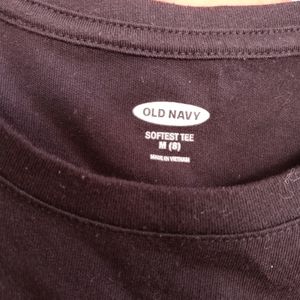 OLD NAVY
SOFTEST TEE
M (8)
MADE IN VIETNAM